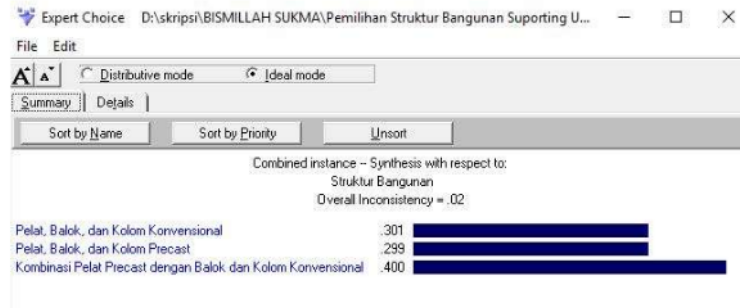 Expert Choice D:\skripsi\BISMILLAH SUKMA\Pemilihan Struktur Bangunan Suporting U...
File Edit
A A Distributive mode Ideal mode
Summary Details
Sort by Name Sort by Priority Unsort
Combined instance -- Synthesis with respect to:
Struktur Bangunan
Overall Inconsistency = .02
Pelat, Balok, dan Kolom Konvensional .301
Pelat, Balok, dan Kolom Precast .299
Kombinasi Pelat Precast dengan Balok dan Kolom Konvensional .400